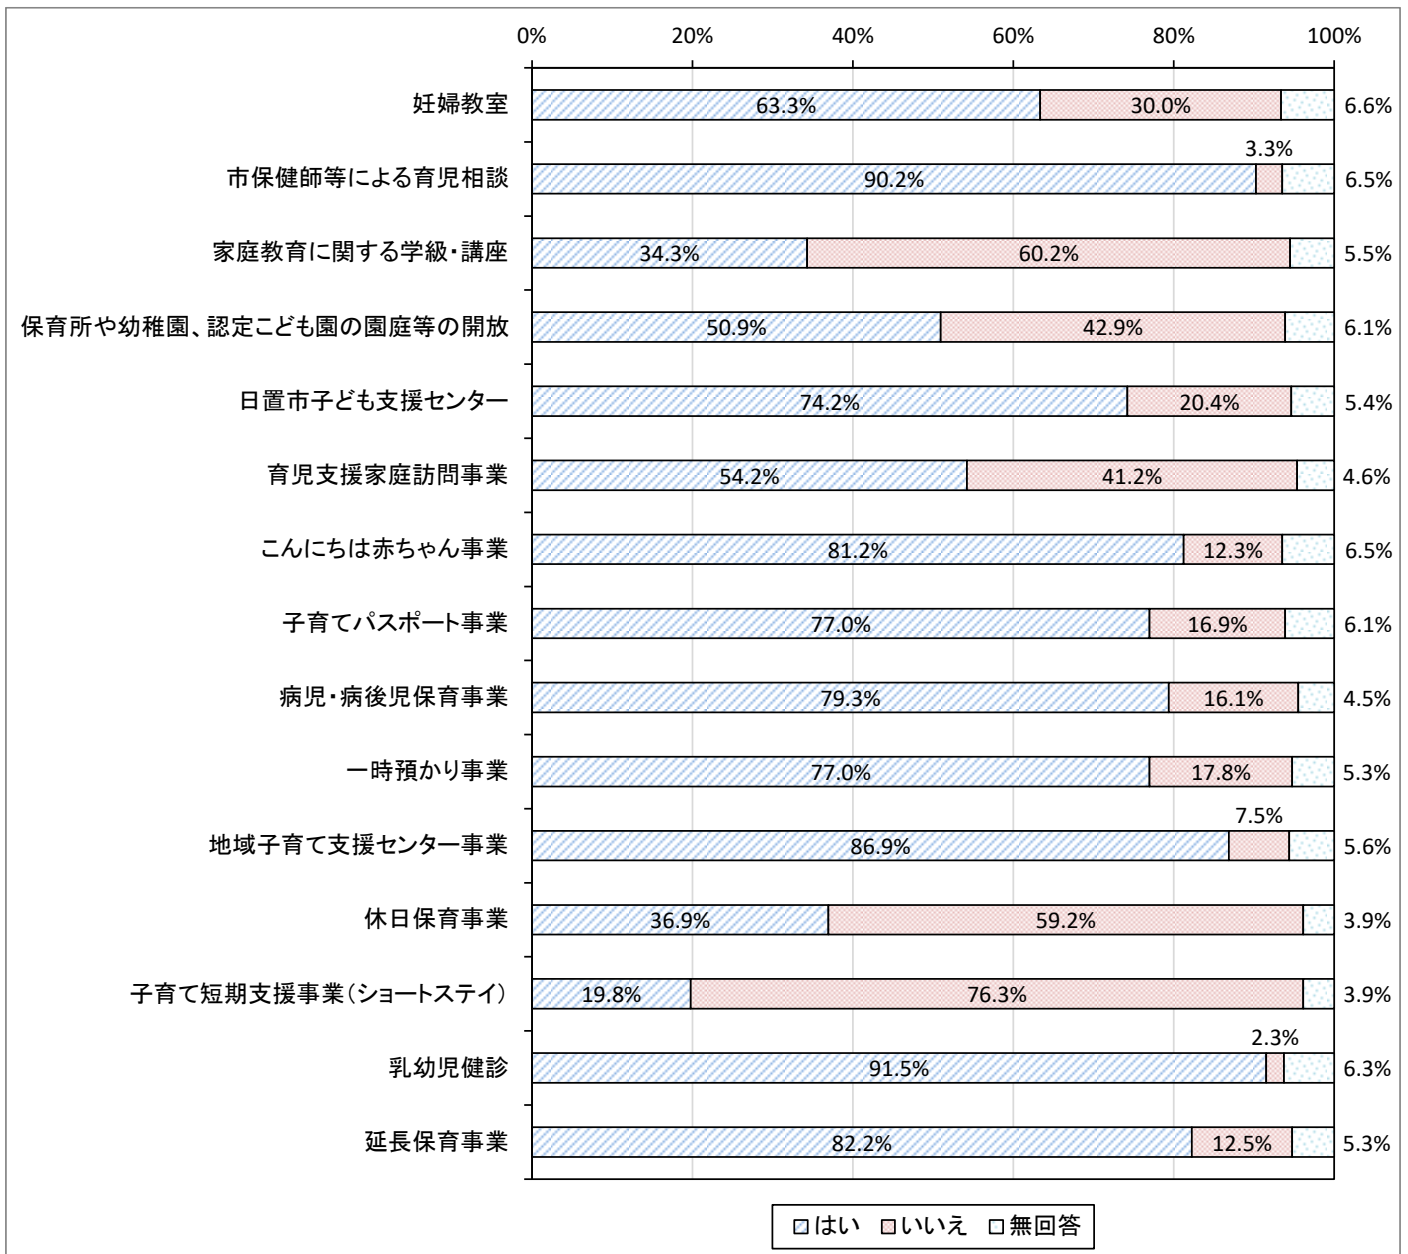 0% 20% 40% 60% 80% 100%
妊婦教室 63.3% 30.0% 6.6%
3.3%
市保健師等による育児相談 90.2% 6.5%
家庭教育に関する学級・講座 34.3% 60.2% 5.5%
保育所や幼稚園、認定こども園の園庭等の開放 50.9% 42.9% 6.1%
日置市子ども支援センター 74.2% 20.4% 5.4%
育児支援家庭訪問事業 54.2% 41.2% 4.6%
こんにちは赤ちゃん事業 81.2% 12.3% 6.5%
子育てパスポート事業 77.0% 16.9% 6.1%
病児・病後児保育事業 79.3% 16.1% 4.5%
一時預かり事業 77.0% 17.8% 5.3%
7.5%
地域子育て支援センター事業 86.9% 5.6%
休日保育事業 36.9% 59.2% 3.9%
子育て短期支援事業(ショートステイ) 19.8% 76.3% 3.9%
2.3%
乳幼児健診 91.5% 6.3%
延長保育事業 82.2% 12.5% 5.3%
はい いいえ 無回答